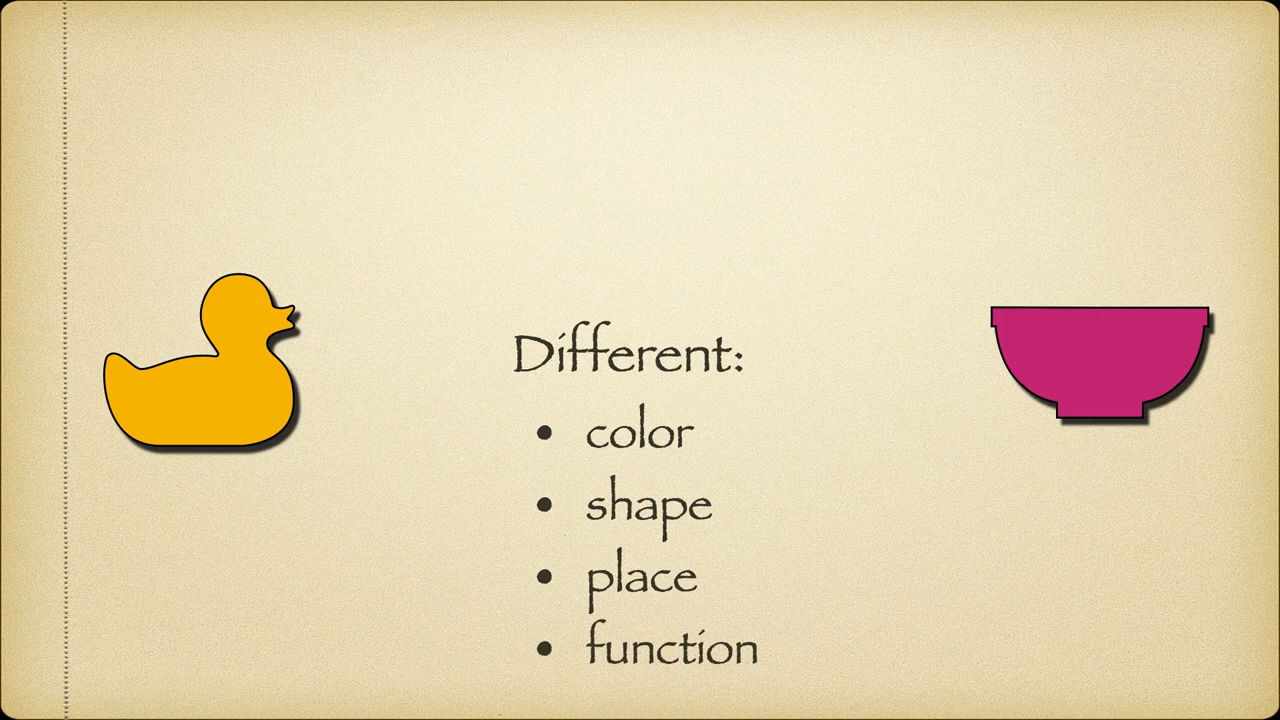 Different:
• color
• shape
• place
• function